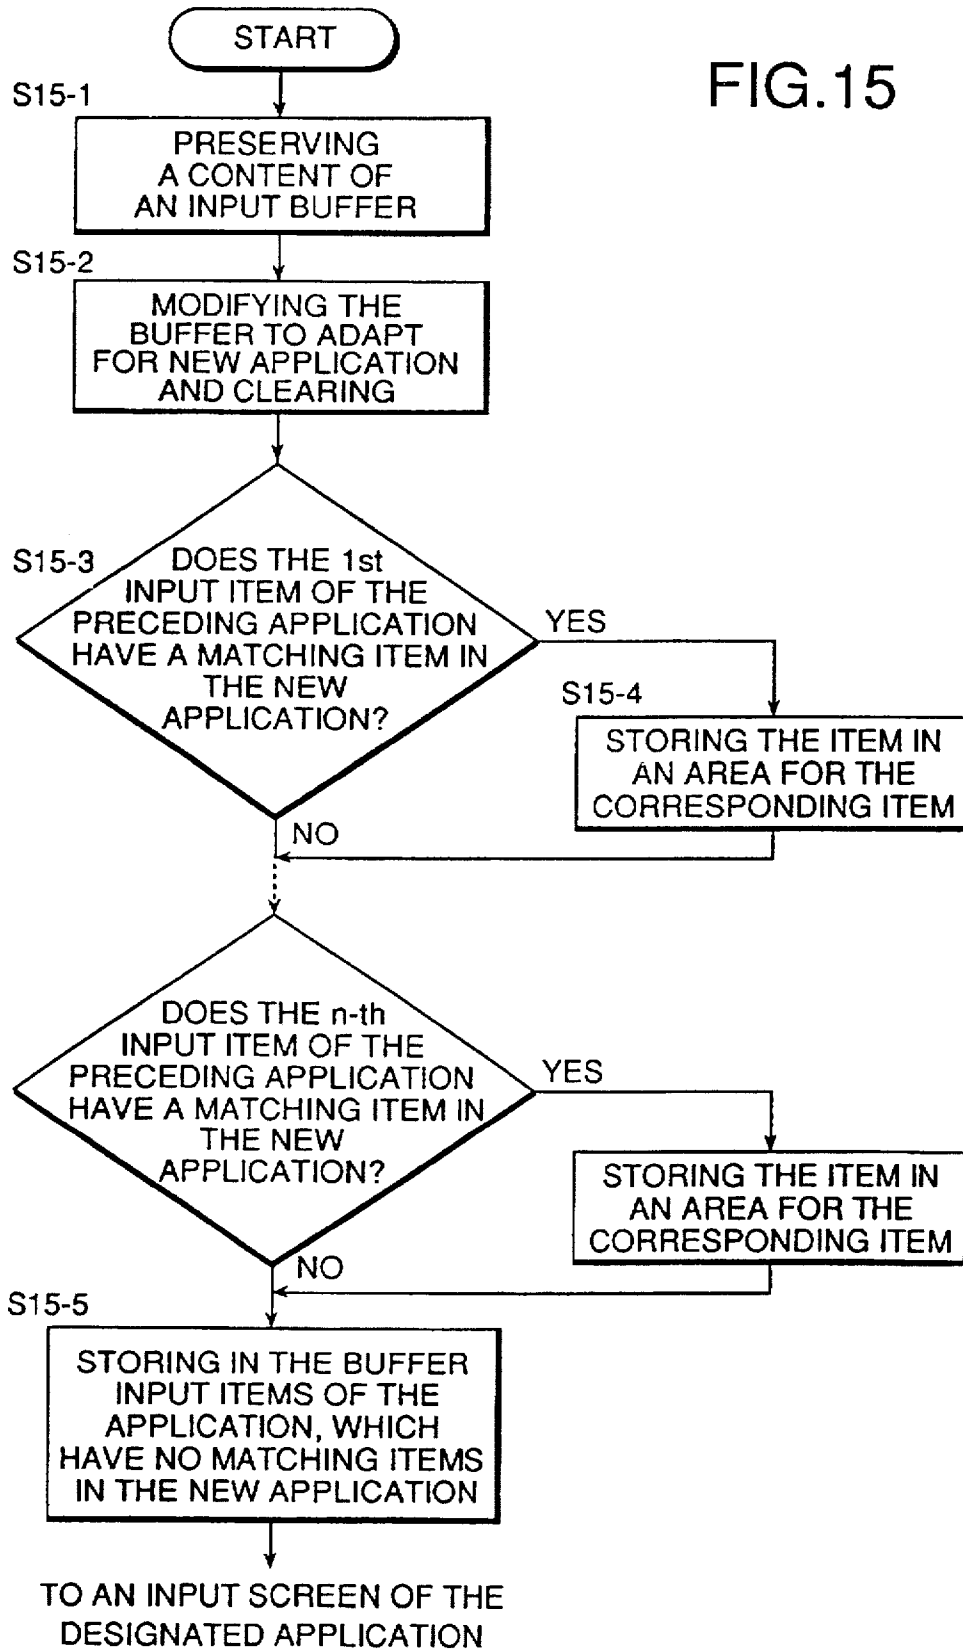 START
FIG.15
S15-1
PRESERVING
A CONTENT OF
AN INPUT BUFFER
S15-2
MODIFYING THE
BUFFER TO ADAPT
FOR NEW APPLICATION
AND CLEARING
S15-3
DOES THE 1st
INPUT ITEM OF THE
PRECEDING APPLICATION
HAVE A MATCHING ITEM IN
THE NEW
APPLICATION?
YES
S15-4
STORING THE ITEM IN
AN AREA FOR THE
CORRESPONDING ITEM
NO
DOES THE n-th
INPUT ITEM OF THE
PRECEDING APPLICATION
HAVE A MATCHING ITEM IN
THE NEW
APPLICATION?
YES
STORING THE ITEM IN
AN AREA FOR THE
CORRESPONDING ITEM
NO
S15-5
STORING IN THE BUFFER
INPUT ITEMS OF THE
APPLICATION, WHICH
HAVE NO MATCHING ITEMS
IN THE NEW APPLICATION
TO AN INPUT SCREEN OF THE
DESIGNATED APPLICATION